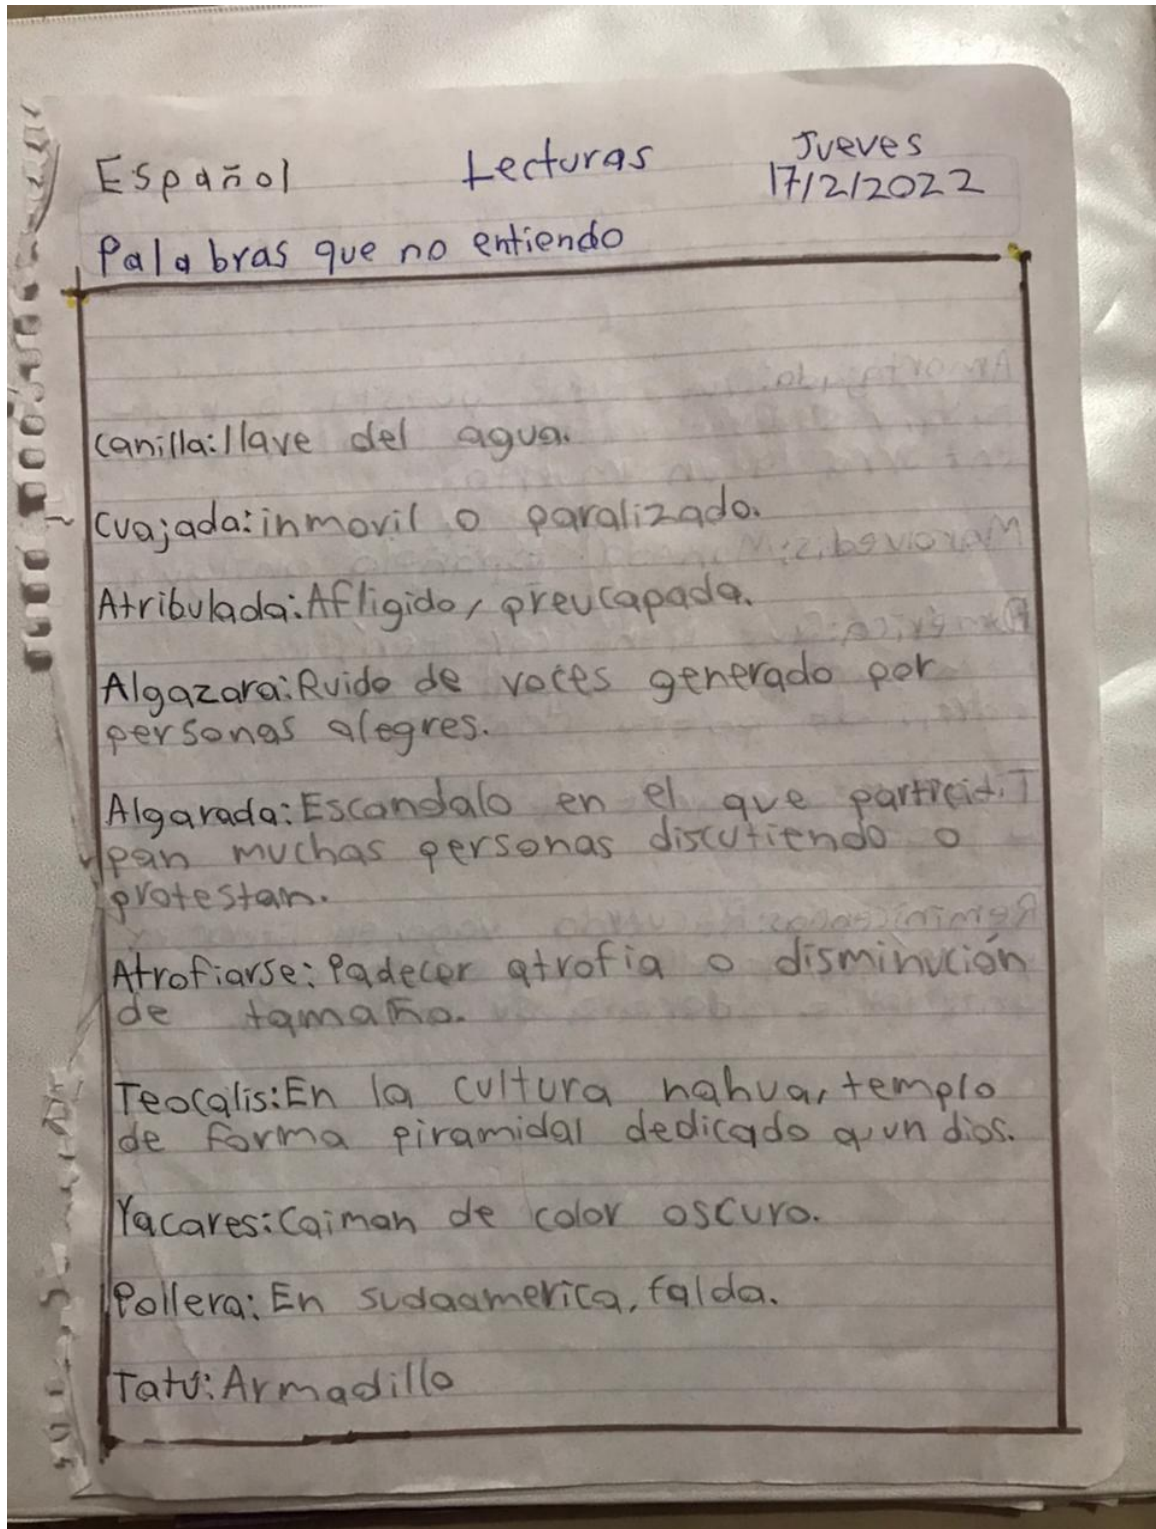 Español Lecturas Jueves
17/2/2022
Palabras que no entiendo
canilla: llave del agua.
Cuajada: inmovil o paralizado.
Atribulada: Afligido, preucapada.
Algazara: Ruido de voces generado por
personas alegres.
Algarada: Escandalo en el que partici
pan muchas personas discutiendo o
protestan.
Atrofiarse: Padecer atrofia o disminución
de tamaño.
Teocalis: En la cultura nahua, templo
de forma piramidal dedicado a un dios.
Yacares: Caiman de color oscuro.
Pollera: En sudaamerica, falda.
Tatú: Armadillo